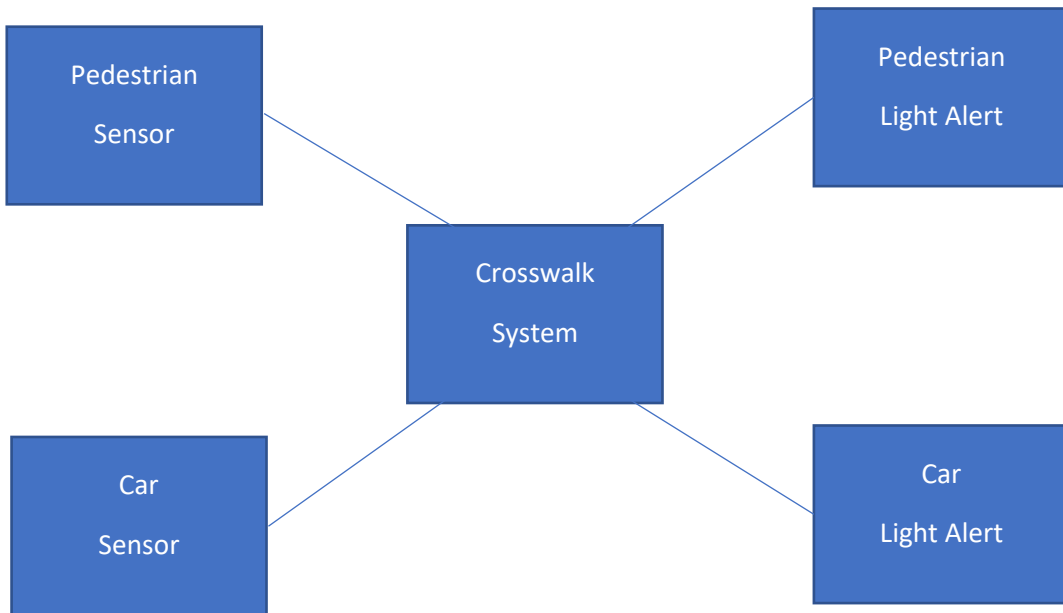 Pedestrian
Sensor
Pedestrian
Light Alert
Crosswalk
System
Car
Sensor
Car
Light Alert